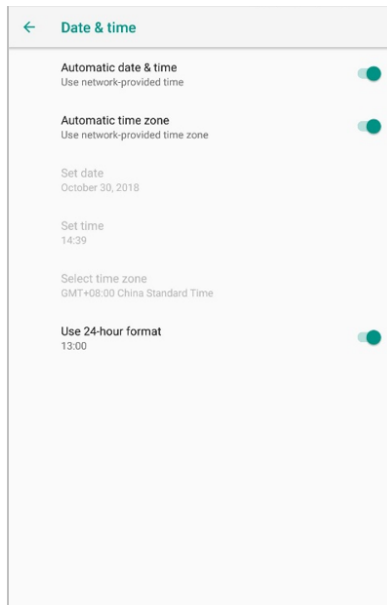 Date & time
Automatic date & time
Use network-provided time
Automatic time zone
Use network-provided time zone
Set date
October 30, 2018
Set time
14:39
Select time zone
GMT+08:00 China Standard Time
Use 24-hour format
13:00